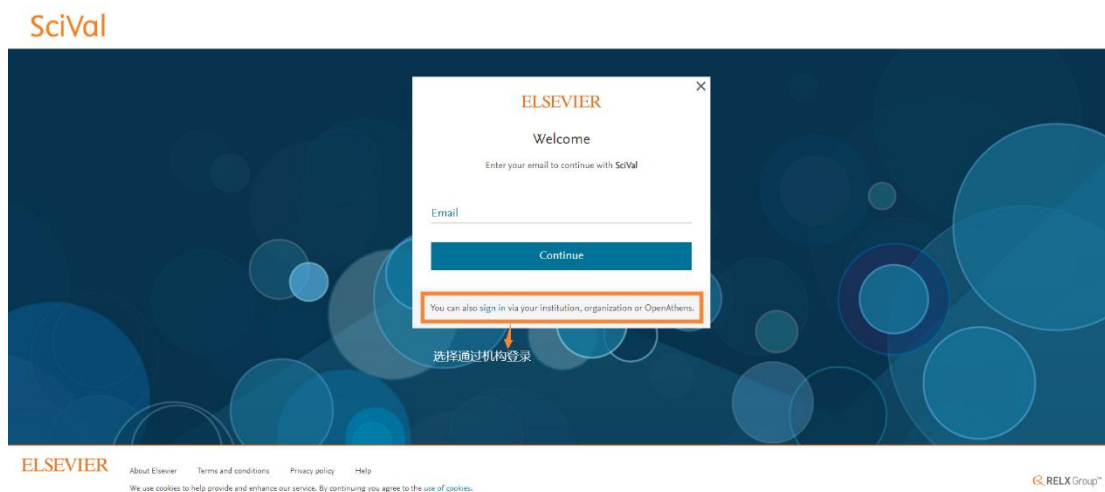 SciVal
ELSEVIER
Welcome
Enter your email to continue with SciVal
Email
Continue
You can also sign in via your institution, organization or OpenAthens.
选择通过机构登录
ELSEVIER
About Elsevier Terms and conditions Privacy policy Help
We use cookies to help provide and enhance our service. By continuing you agree to the use of cookies.
RELX Group™